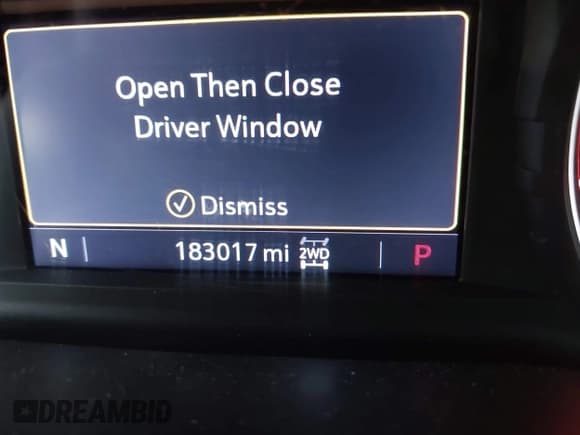 Open Then Close
Driver Window
Dismiss
N 183017 mi 2WD P
DREAMBID